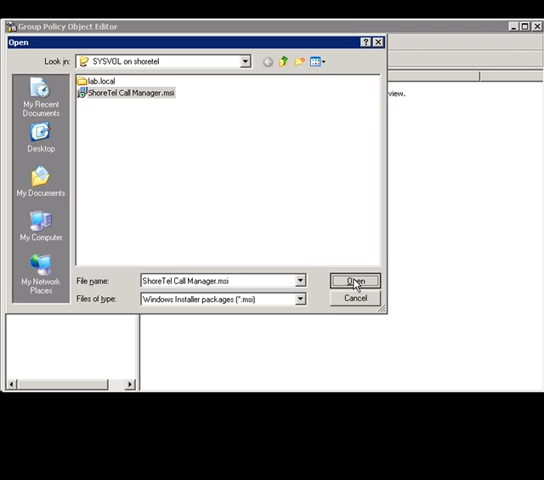 Group Policy Object Editor
Open
Look in:
SYSVOL on shoretel
lab.local
view.
ShoreTel Call Manager.msi
My Recent
Documents
Desktop
My Documents
My Computer
My Network
Places
File name:
ShoreTel Call Manager.msi
Open
Files of type:
Windows Installer packages (*.msi)
Cancel